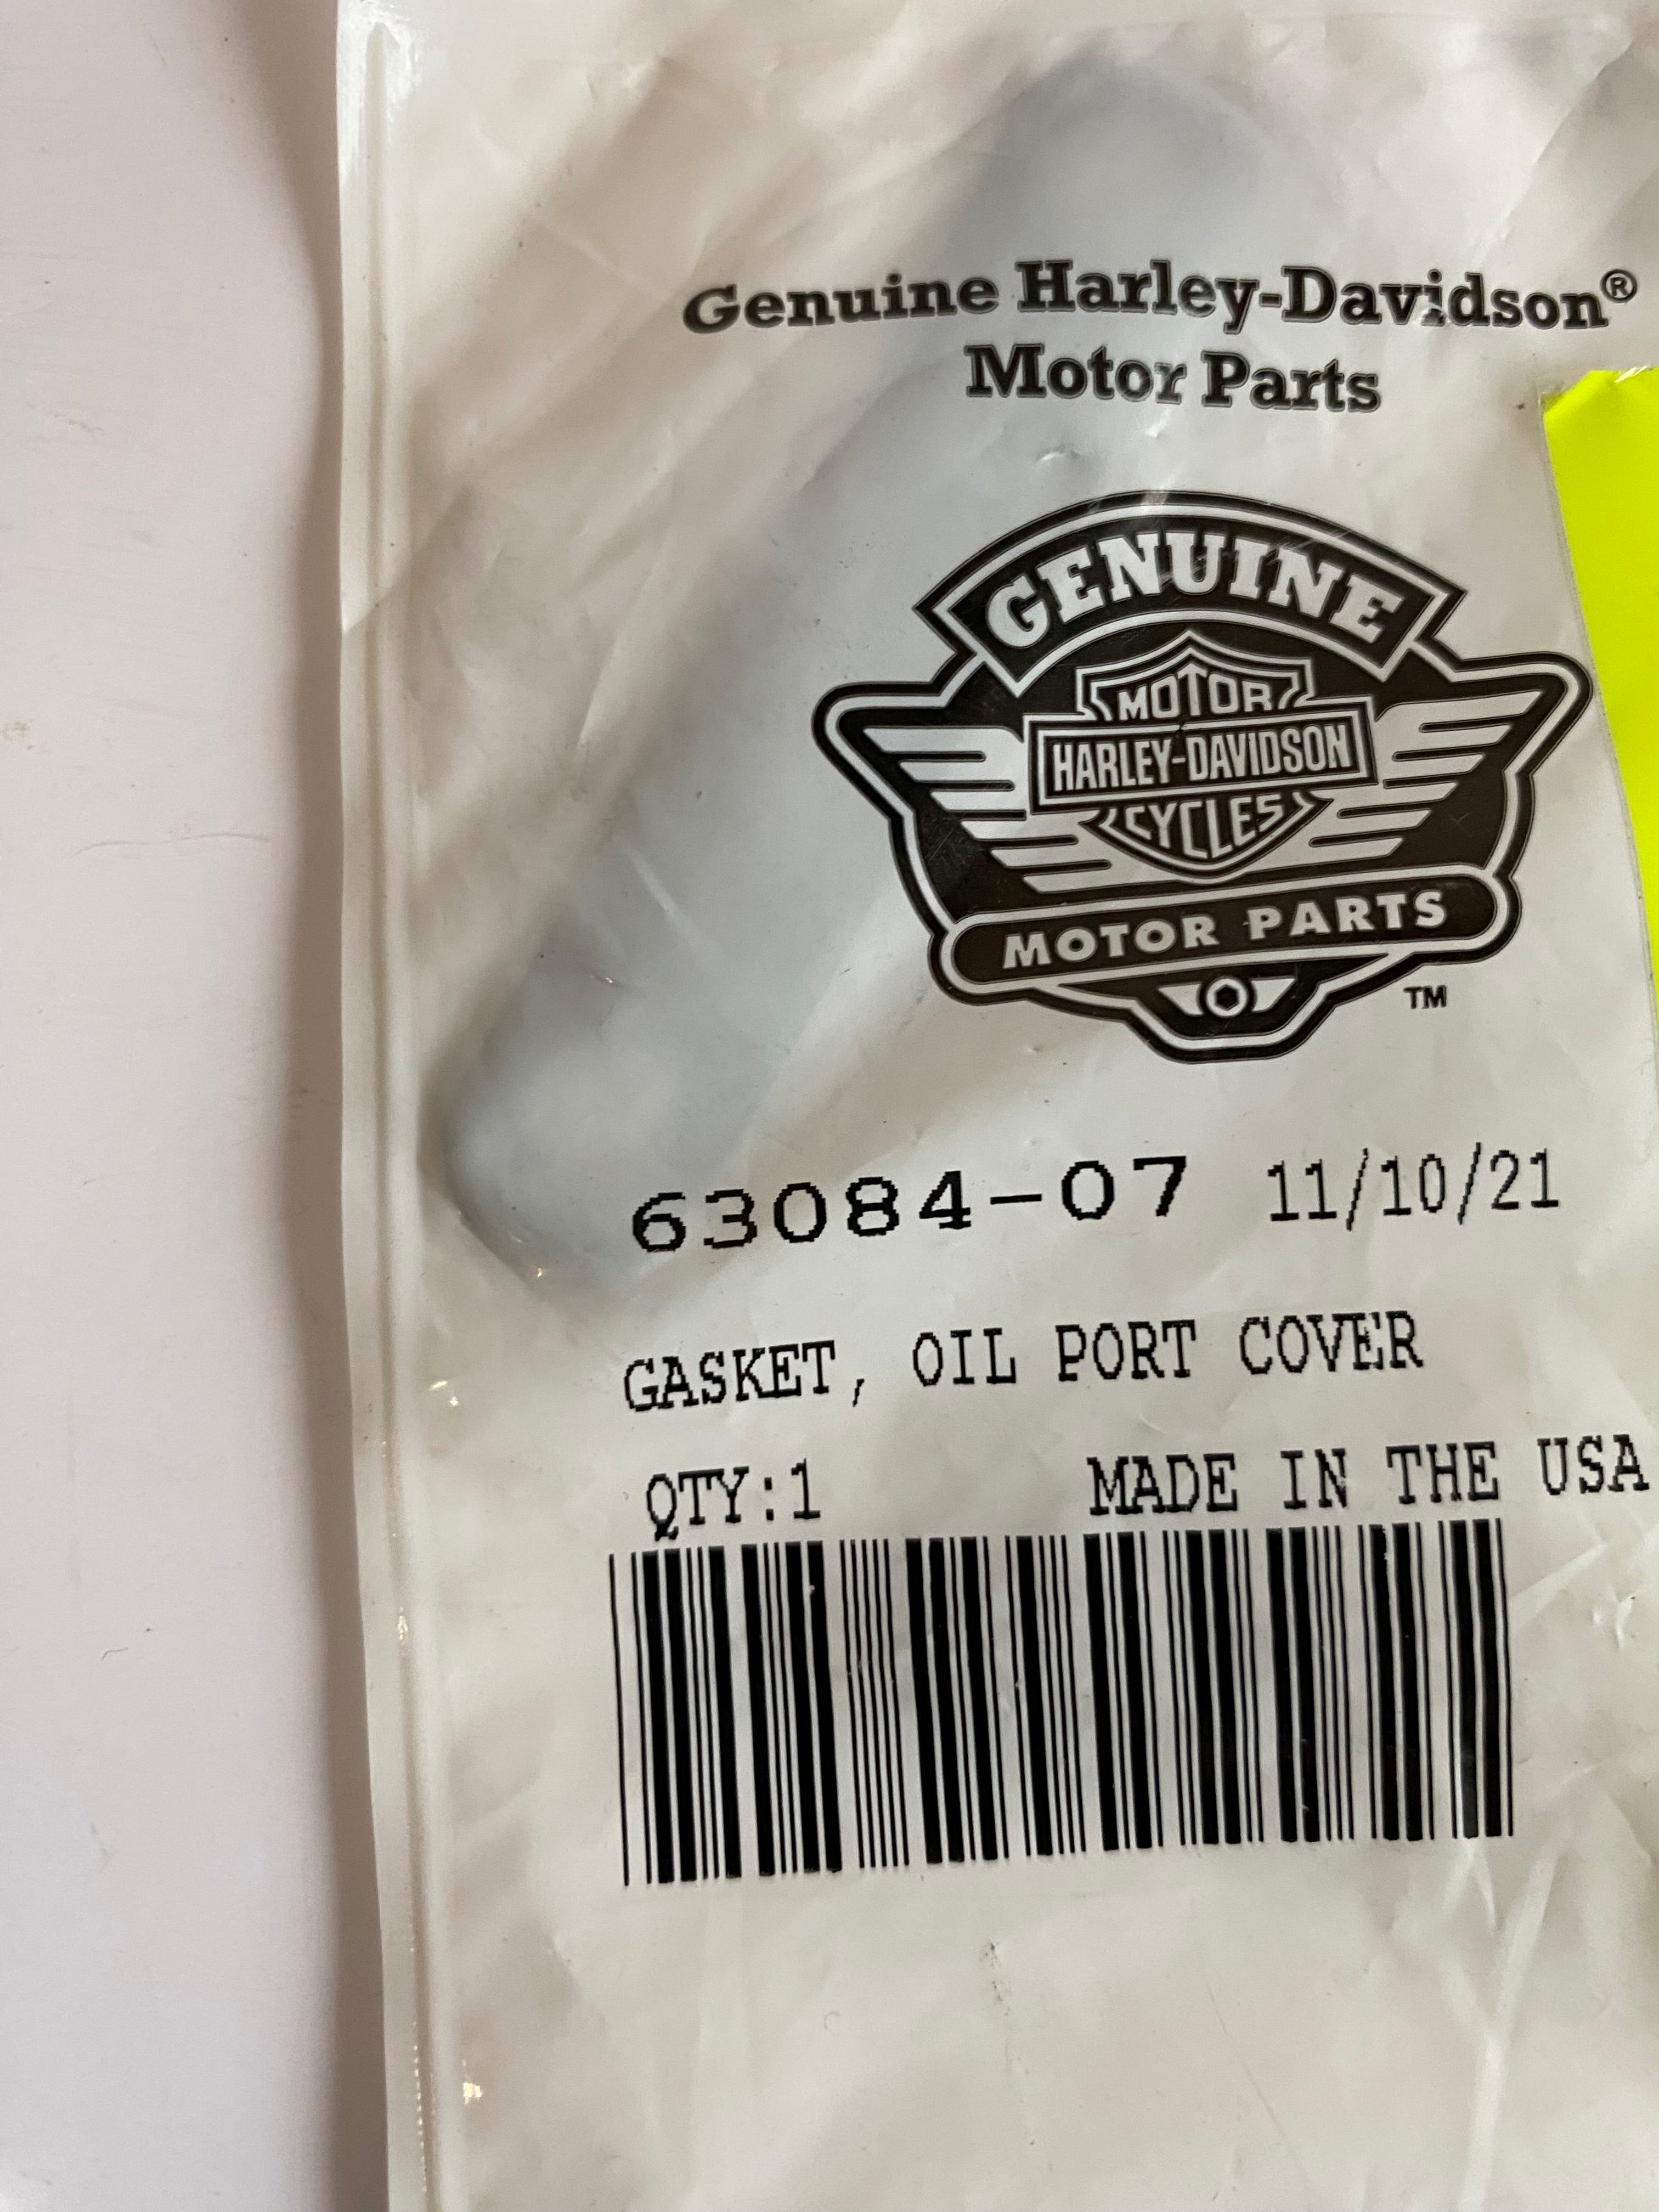 Genuine Harley-Davidson®
Motor Parts
GENUINE
MOTOR
HARLEY-DAVIDSON
CYCLES
MOTOR PARTS
TM
63084-07 11/10/21
GASKET, OIL PORT COVER
QTY:1 MADE IN THE USA